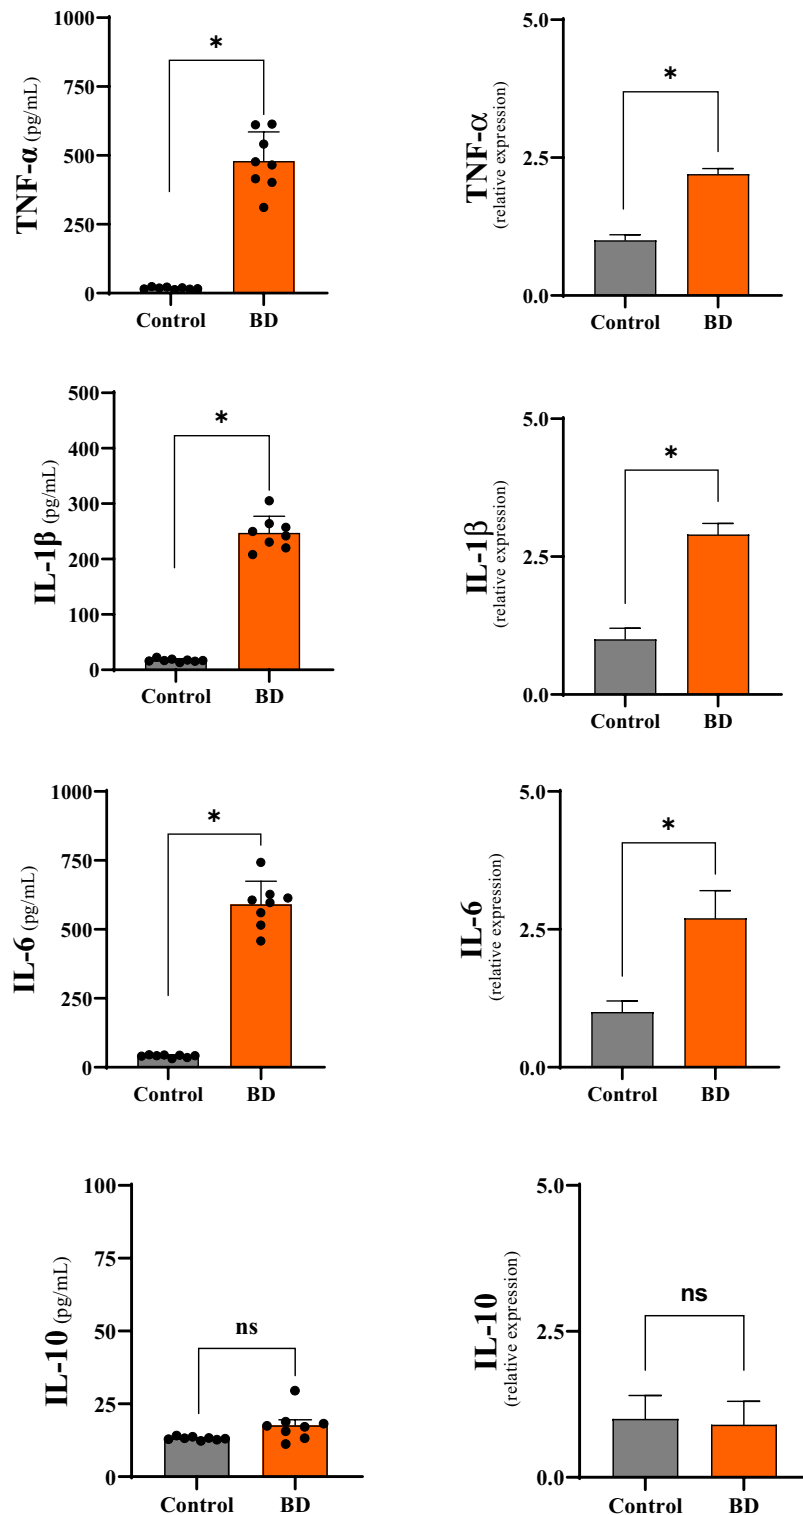 TNF-α (pg/mL)
1000
750
500
250
0
*
Control
BD
TNF-α
(relative expression)
5.0
2.5
0.0
*
Control
BD
IL-1β (pg/mL)
500
400
300
200
100
0
*
Control
BD
IL-1β
(relative expression)
5.0
2.5
0.0
*
Control
BD
IL-6 (pg/mL)
1000
750
500
250
0
*
Control
BD
IL-6
(relative expression)
5.0
2.5
0.0
*
Control
BD
IL-10 (pg/mL)
100
75
50
25
0
ns
Control
BD
IL-10
(relative expression)
5.0
2.5
0.0
ns
Control
BD